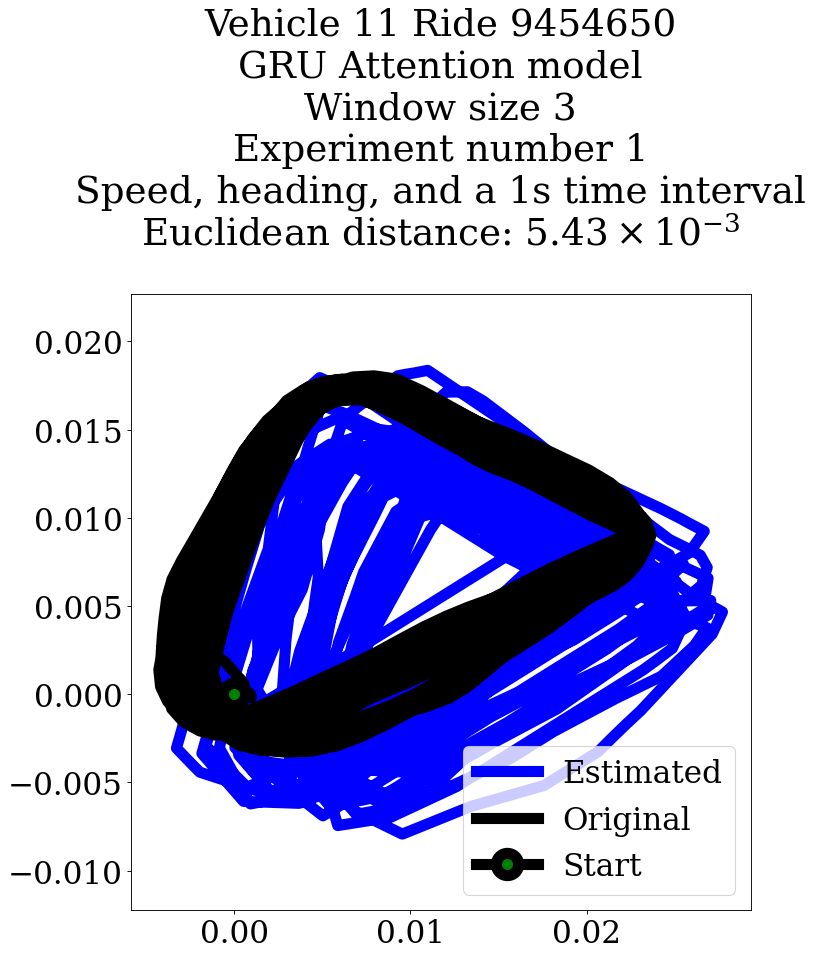 Vehicle 11 Ride 9454650
GRU Attention model
Window size 3
Experiment number 1
Speed, heading, and a 1s time interval
Euclidean distance: 5.43 × 10⁻³
0.020
0.015
0.010
0.005
0.000
−0.005
−0.010
0.00 0.01 0.02
Estimated
Original
Start